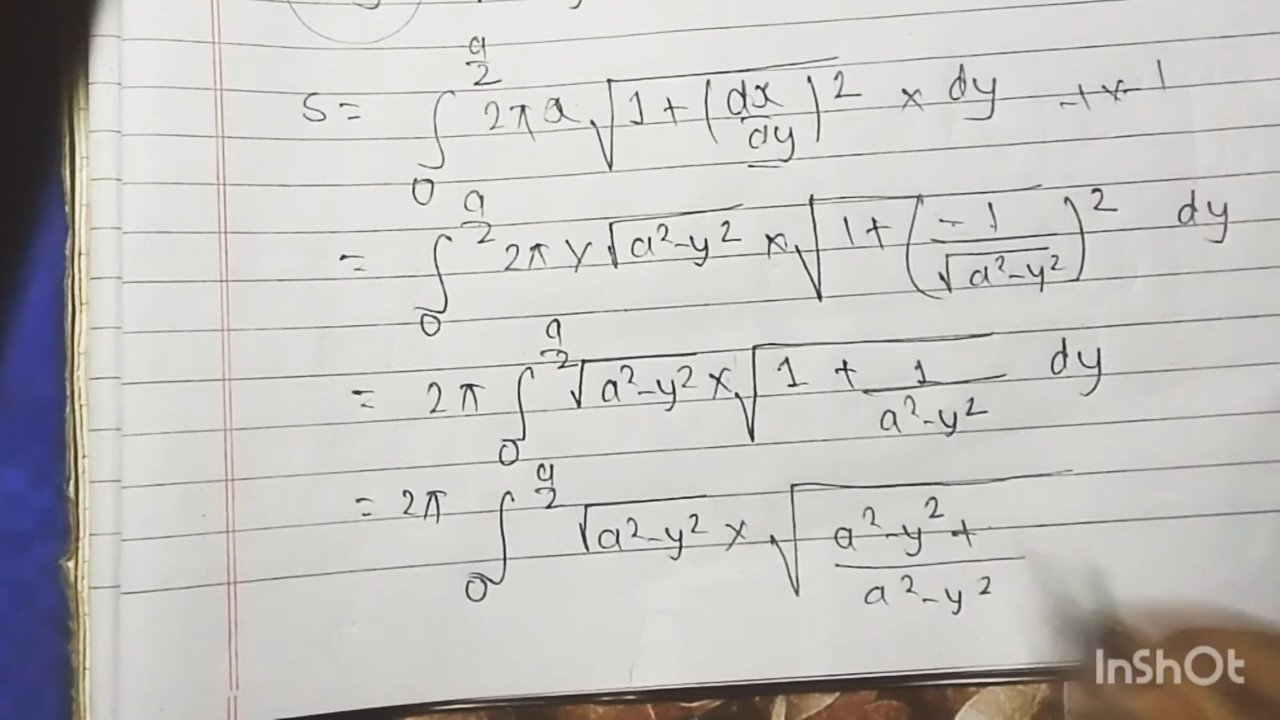 S = ∫₀^{a/2} 2πx √(1 + (dx/dy)²) × dy -1×-1
= ∫₀^{a/2} 2π × √(a²-y²) × √(1 + (-1/√(a²-y²))²) dy
= 2π ∫₀^{a/2} √(a²-y²) × √(1 + 1/(a²-y²)) dy
= 2π ∫₀^{a/2} √(a²-y²) × √((a²-y²+)/(a²-y²))
InShOt